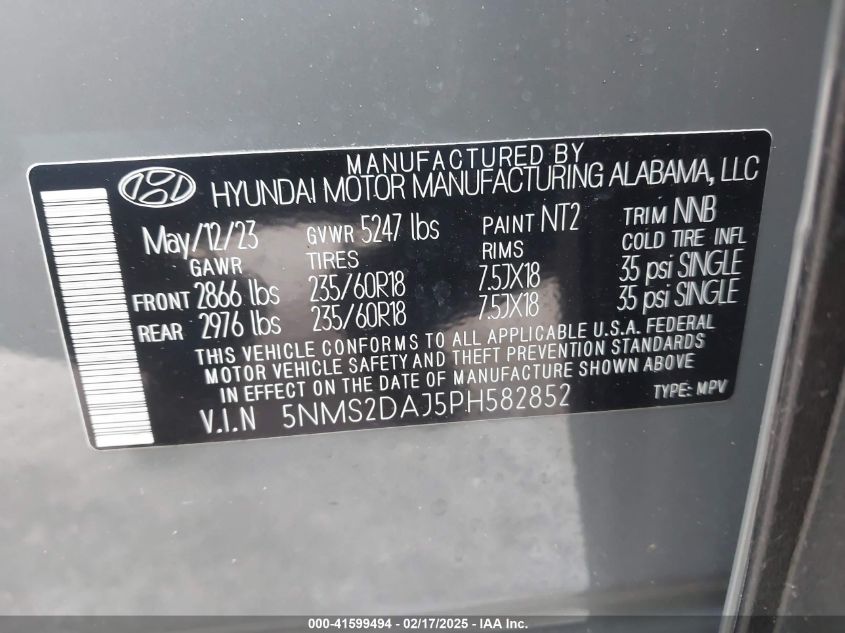 MANUFACTURED BY
HYUNDAI MOTOR MANUFACTURING ALABAMA, LLC
May/12/23 GVWR 5247 lbs PAINT NT2 TRIM NNB
GAWR TIRES RIMS COLD TIRE INFL
FRONT 2866 lbs 235/60R18 7.5JX18 35 psi SINGLE
REAR 2976 lbs 235/60R18 7.5JX18 35 psi SINGLE
THIS VEHICLE CONFORMS TO ALL APPLICABLE U.S.A. FEDERAL
MOTOR VEHICLE SAFETY AND THEFT PREVENTION STANDARDS
IN EFFECT ON THE DATE OF MANUFACTURE SHOWN ABOVE
V.I.N 5NMS2DAJ5PH582852 TYPE: MPV
000-41599494 - 02/17/2025 - IAA Inc.